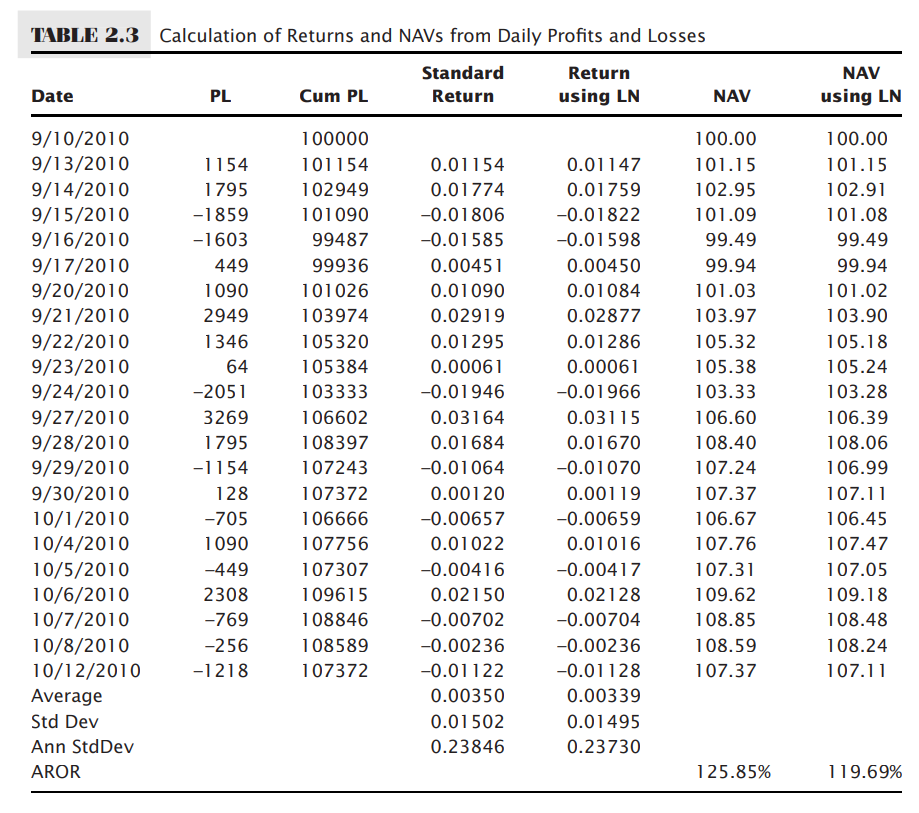 TABLE 2.3 Calculation of Returns and NAVs from Daily Profits and Losses
Standard Return NAV
Date PL Cum PL Return using LN NAV using LN
9/10/2010 100000 100.00 100.00
9/13/2010 1154 101154 0.01154 0.01147 101.15 101.15
9/14/2010 1795 102949 0.01774 0.01759 102.95 102.91
9/15/2010 −1859 101090 −0.01806 −0.01822 101.09 101.08
9/16/2010 −1603 99487 −0.01585 −0.01598 99.49 99.49
9/17/2010 449 99936 0.00451 0.00450 99.94 99.94
9/20/2010 1090 101026 0.01090 0.01084 101.03 101.02
9/21/2010 2949 103974 0.02919 0.02877 103.97 103.90
9/22/2010 1346 105320 0.01295 0.01286 105.32 105.18
9/23/2010 64 105384 0.00061 0.00061 105.38 105.24
9/24/2010 −2051 103333 −0.01946 −0.01966 103.33 103.28
9/27/2010 3269 106602 0.03164 0.03115 106.60 106.39
9/28/2010 1795 108397 0.01684 0.01670 108.40 108.06
9/29/2010 −1154 107243 −0.01064 −0.01070 107.24 106.99
9/30/2010 128 107372 0.00120 0.00119 107.37 107.11
10/1/2010 −705 106666 −0.00657 −0.00659 106.67 106.45
10/4/2010 1090 107756 0.01022 0.01016 107.76 107.47
10/5/2010 −449 107307 −0.00416 −0.00417 107.31 107.05
10/6/2010 2308 109615 0.02150 0.02128 109.62 109.18
10/7/2010 −769 108846 −0.00702 −0.00704 108.85 108.48
10/8/2010 −256 108589 −0.00236 −0.00236 108.59 108.24
10/12/2010 −1218 107372 −0.01122 −0.01128 107.37 107.11
Average 0.00350 0.00339
Std Dev 0.01502 0.01495
Ann StdDev 0.23846 0.23730
AROR 125.85% 119.69%